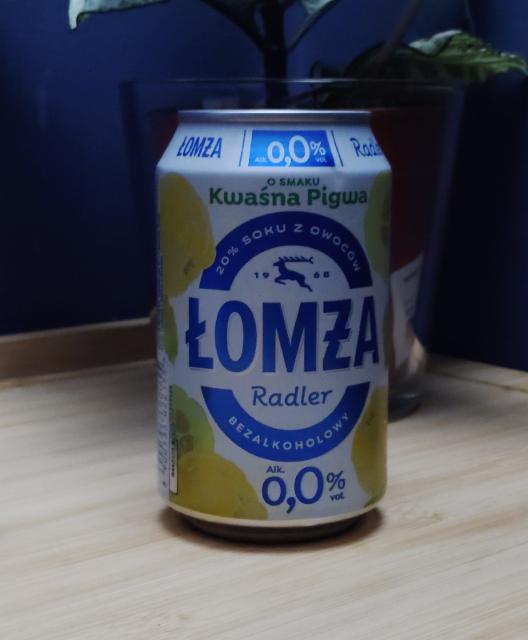 ŁOMŻA
Alk. 0,0% vol.
Radle
O SMAKU
Kwaśna Pigwa
20% SOKU Z OWOCÓW
1968
ŁOMŻA
Radler
BEZALKOHOLOWY
Alk.
0,0% vol.